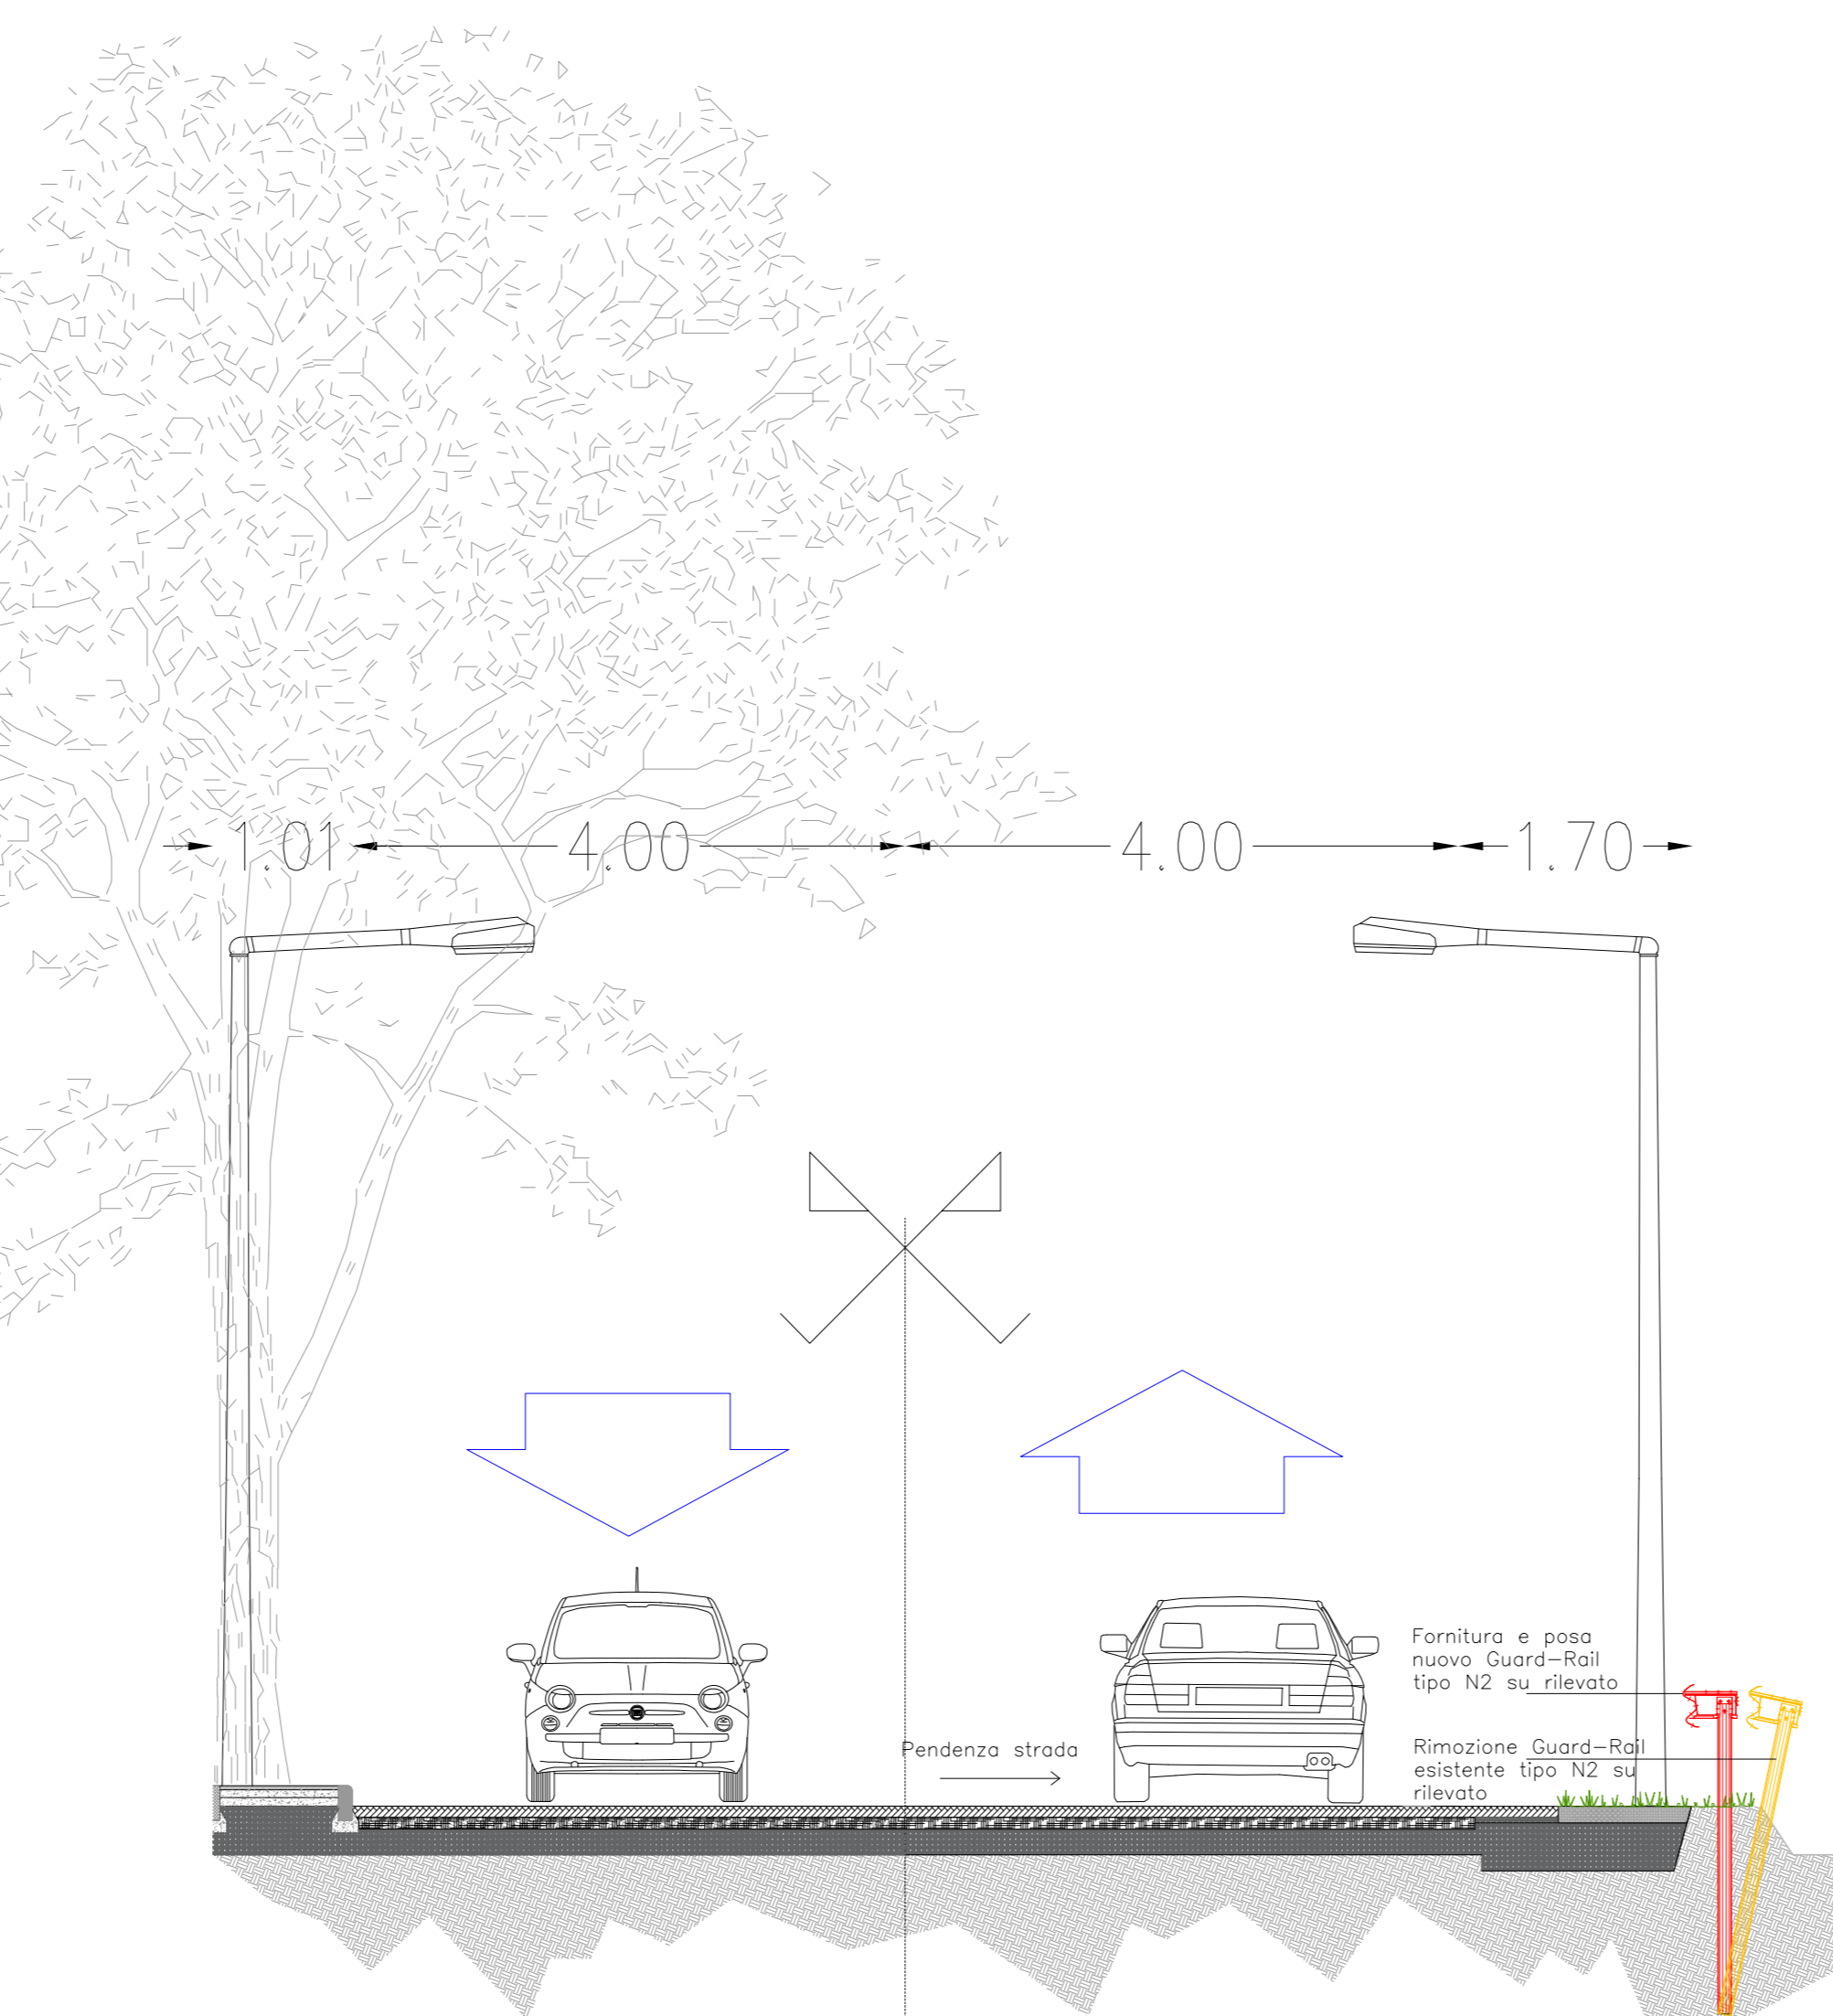 1.01 4.00 4.00 1.70
Fornitura e posa
nuovo Guard-Rail
tipo N2 su rilevato
Pendenza strada
Rimozione Guard-Rail
esistente tipo N2 su
rilevato